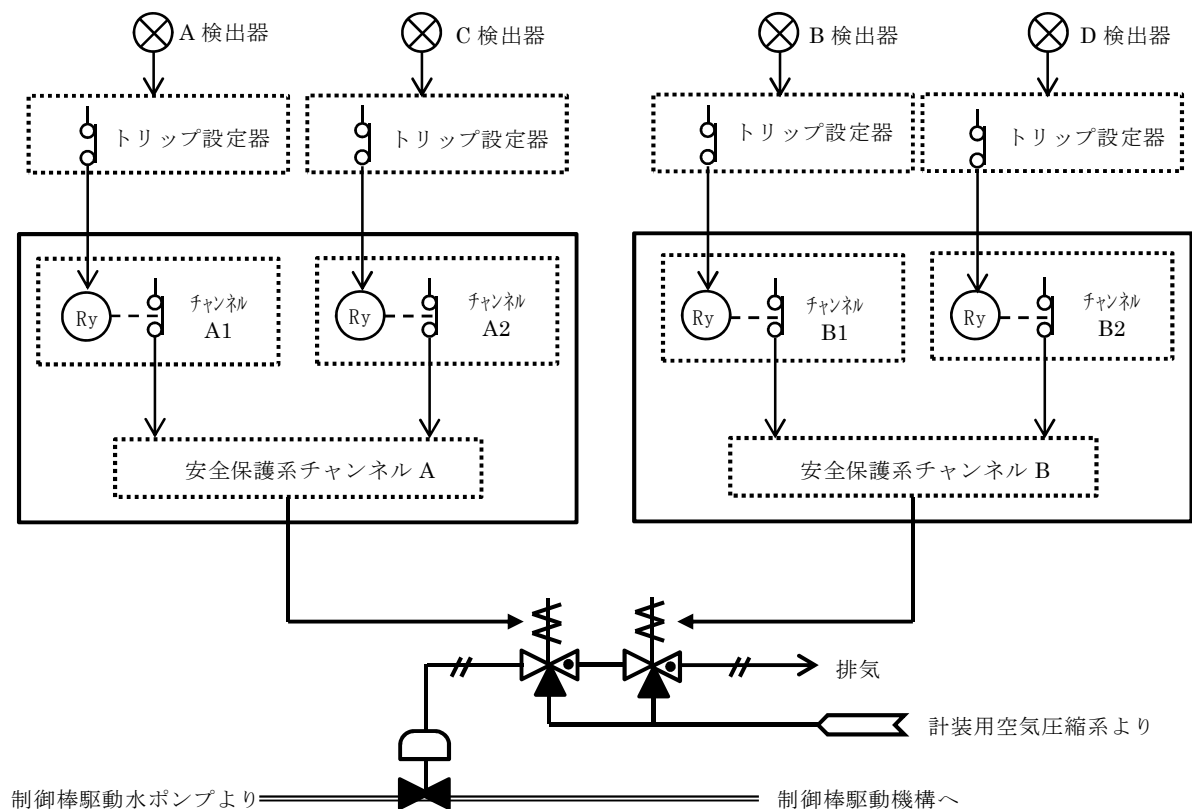 A 検出器
C 検出器
B 検出器
D 検出器
トリップ設定器
トリップ設定器
トリップ設定器
トリップ設定器
Ry
チャンネル
A1
Ry
チャンネル
A2
Ry
チャンネル
B1
Ry
チャンネル
B2
安全保護系チャンネル A
安全保護系チャンネル B
排気
計装用空気圧縮系より
制御棒駆動水ポンプより
制御棒駆動機構へ